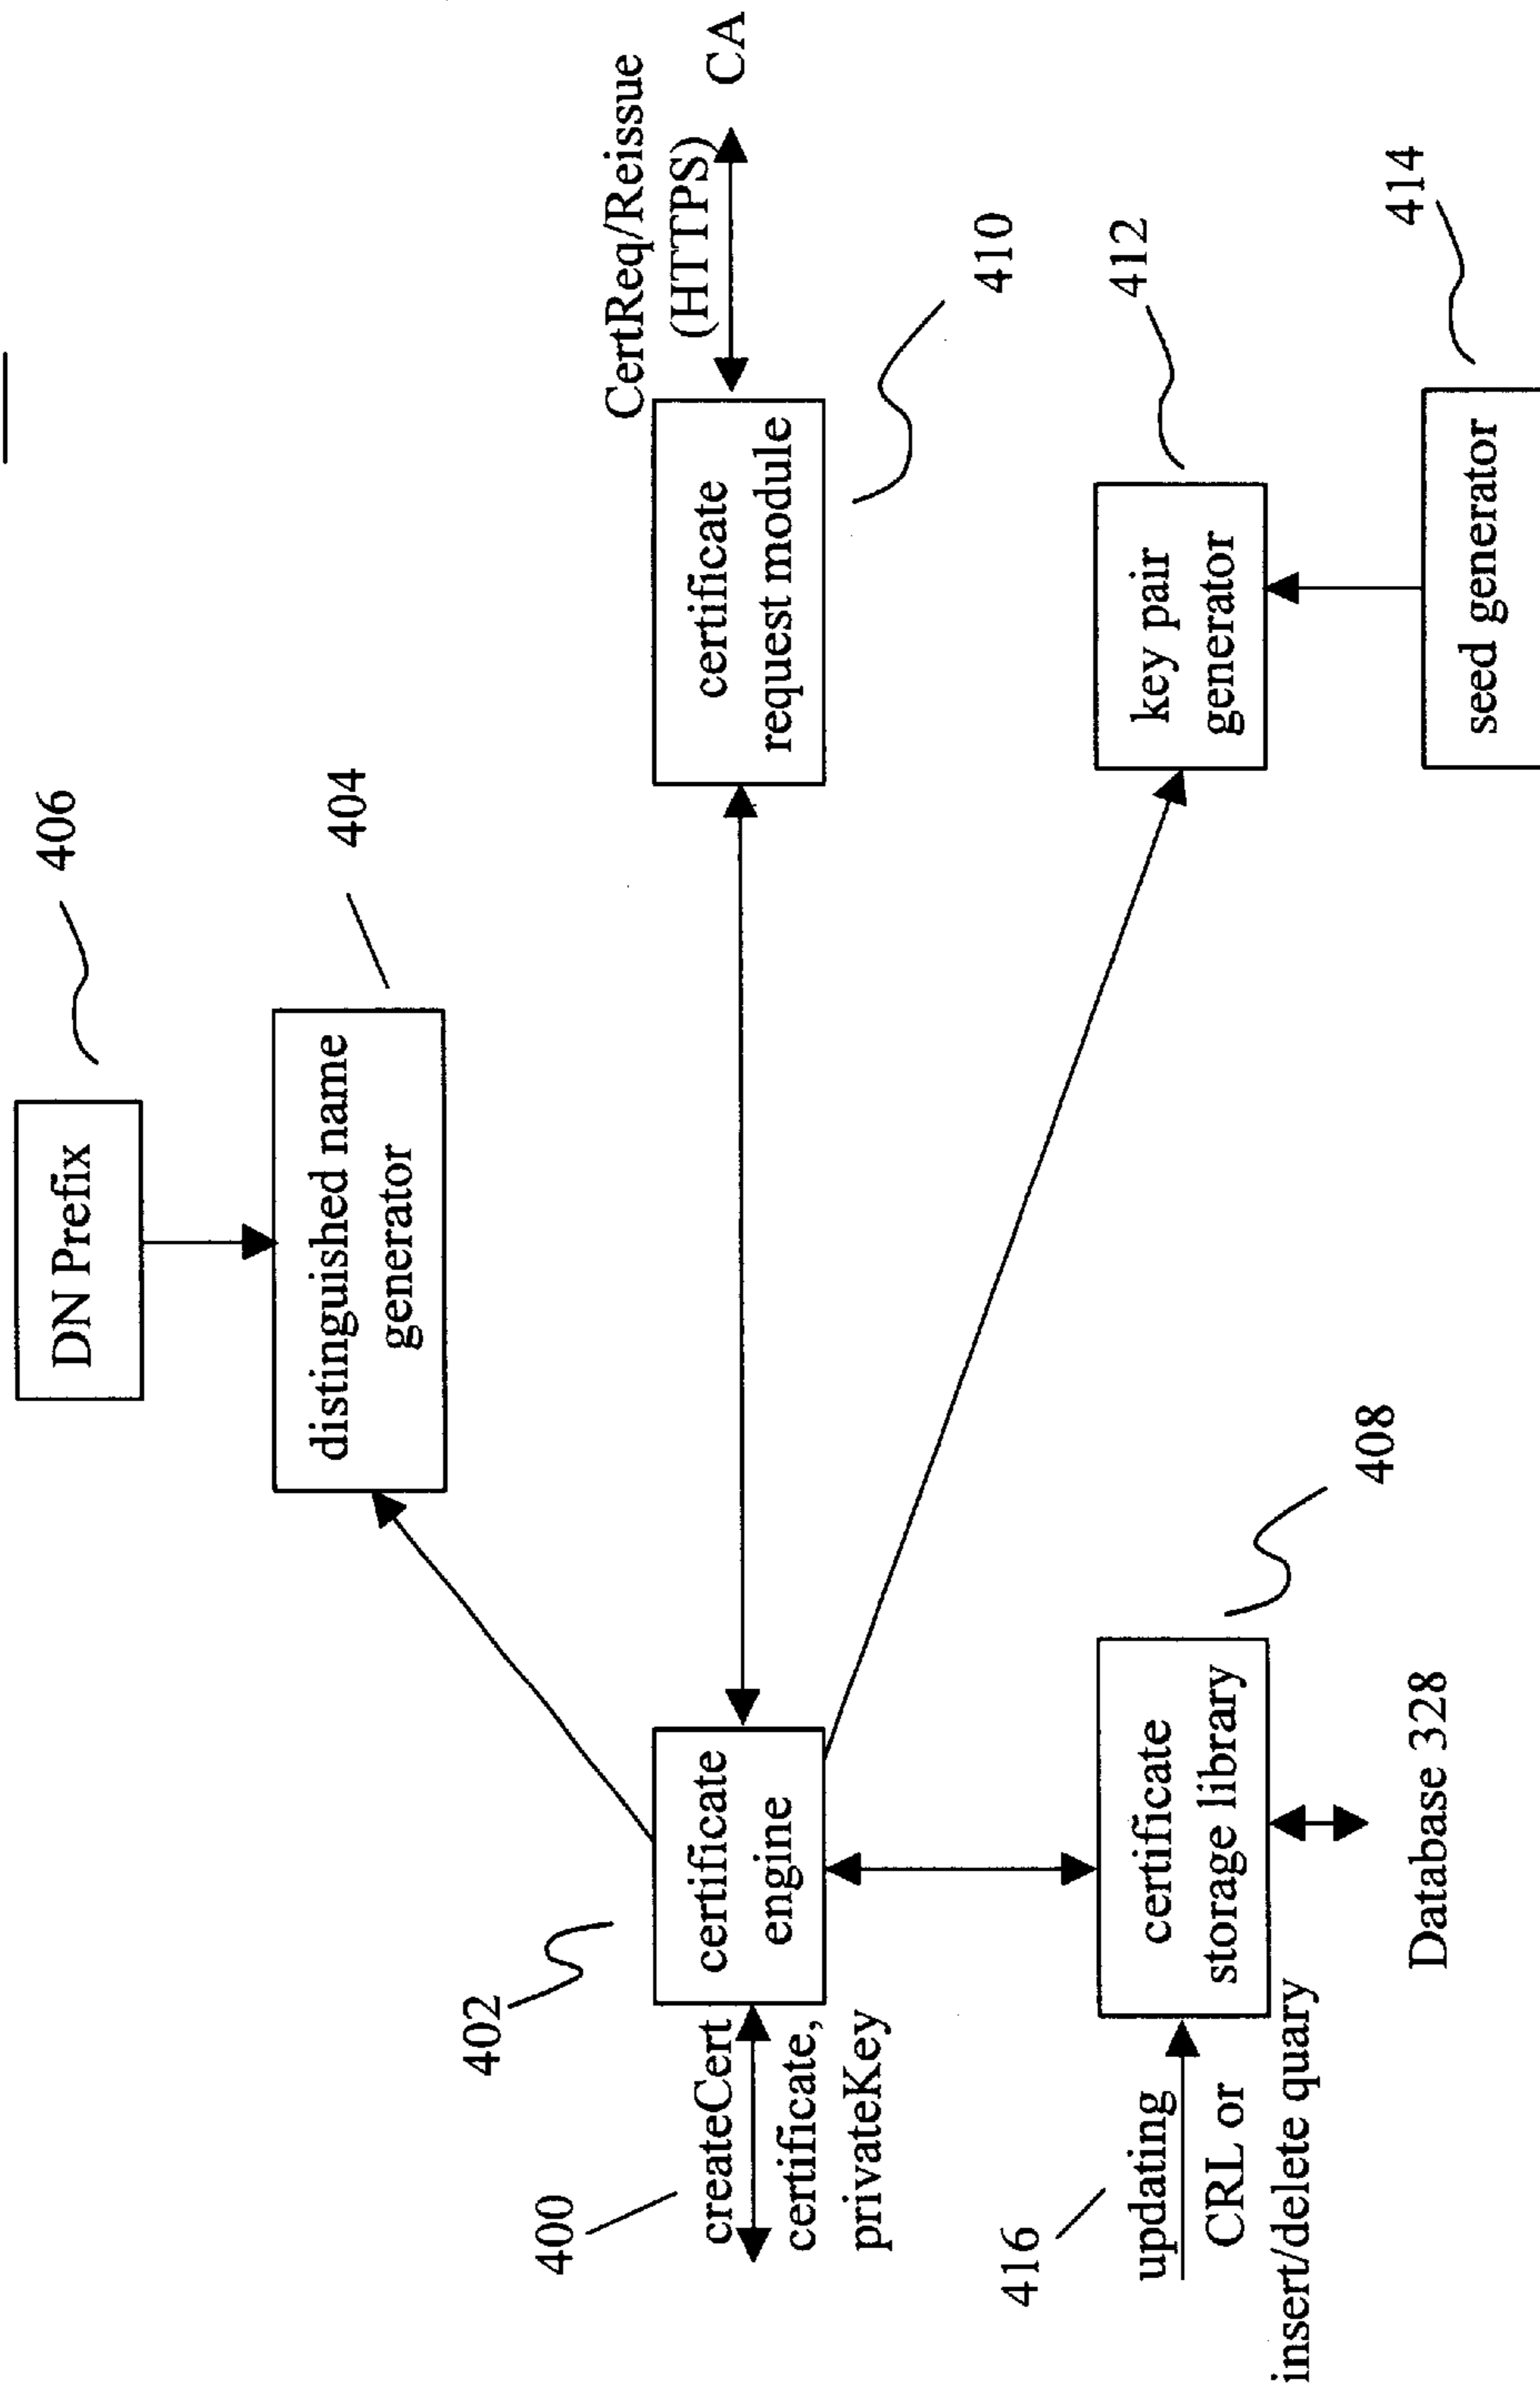 406
DN Prefix
404
distinguished name
generator
402
400
createCert
certificate,
privateKey
certificate
engine
certificate
request module
CertReq/Reissue
(HTTPS)
CA
410
416
updating
CRL or
insert/delete quary
certificate
storage library
408
Database 328
key pair
generator
412
seed generator
414